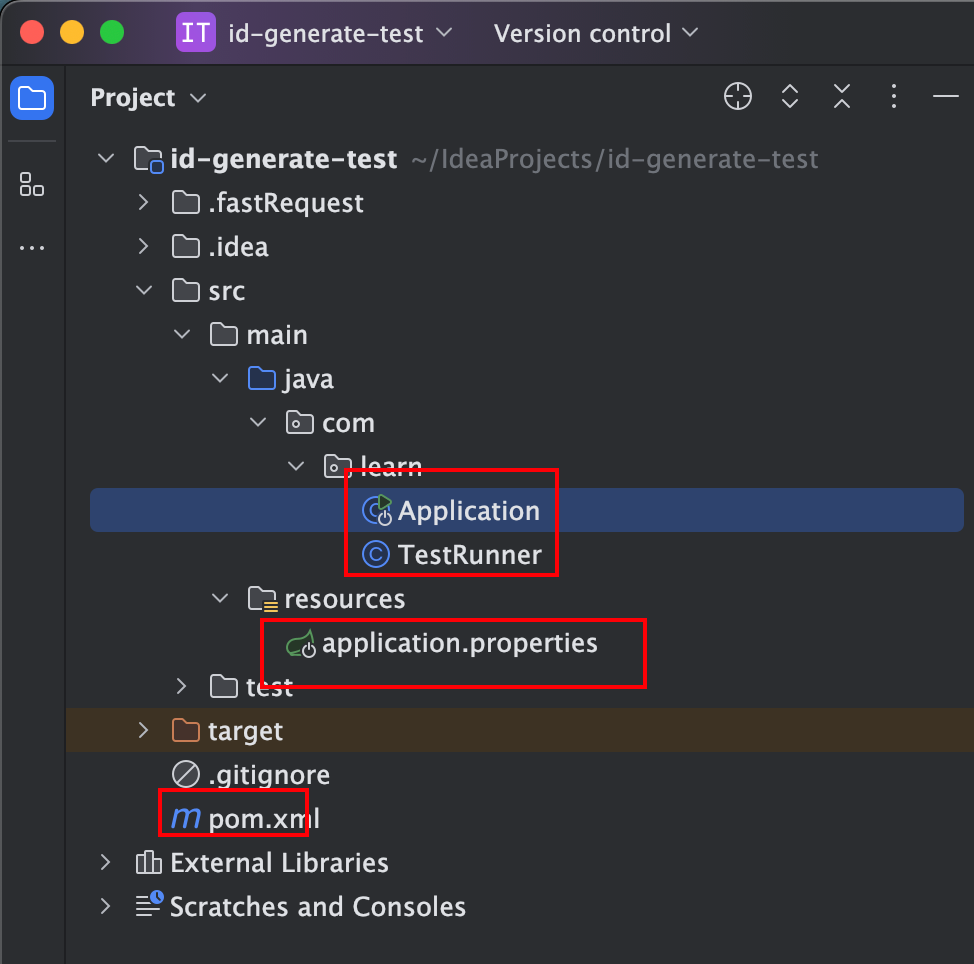 IT id-generate-test Version control
Project
id-generate-test ~/IdeaProjects/id-generate-test
.fastRequest
.idea
src
main
java
com
learn
Application
TestRunner
resources
application.properties
test
target
.gitignore
m pom.xml
External Libraries
Scratches and Consoles